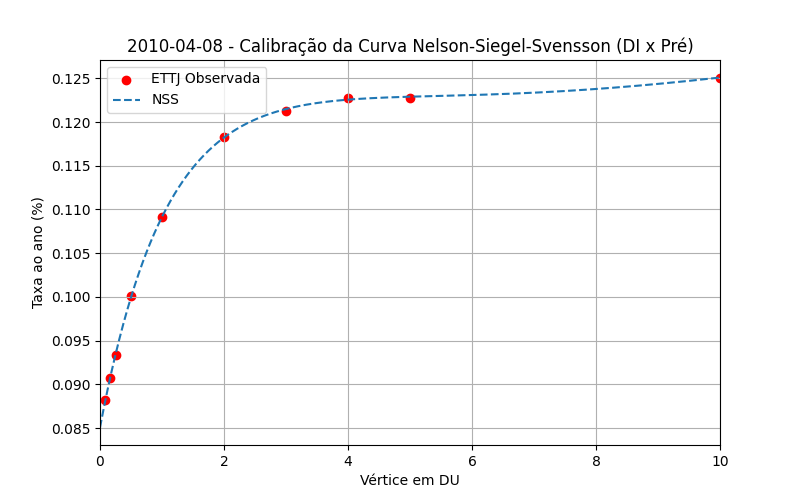 2010-04-08 - Calibração da Curva Nelson-Siegel-Svensson (DI x Pré)
ETTJ Observada
NSS
Taxa ao ano (%)
0.125
0.120
0.115
0.110
0.105
0.100
0.095
0.090
0.085
0 2 4 6 8 10
Vértice em DU